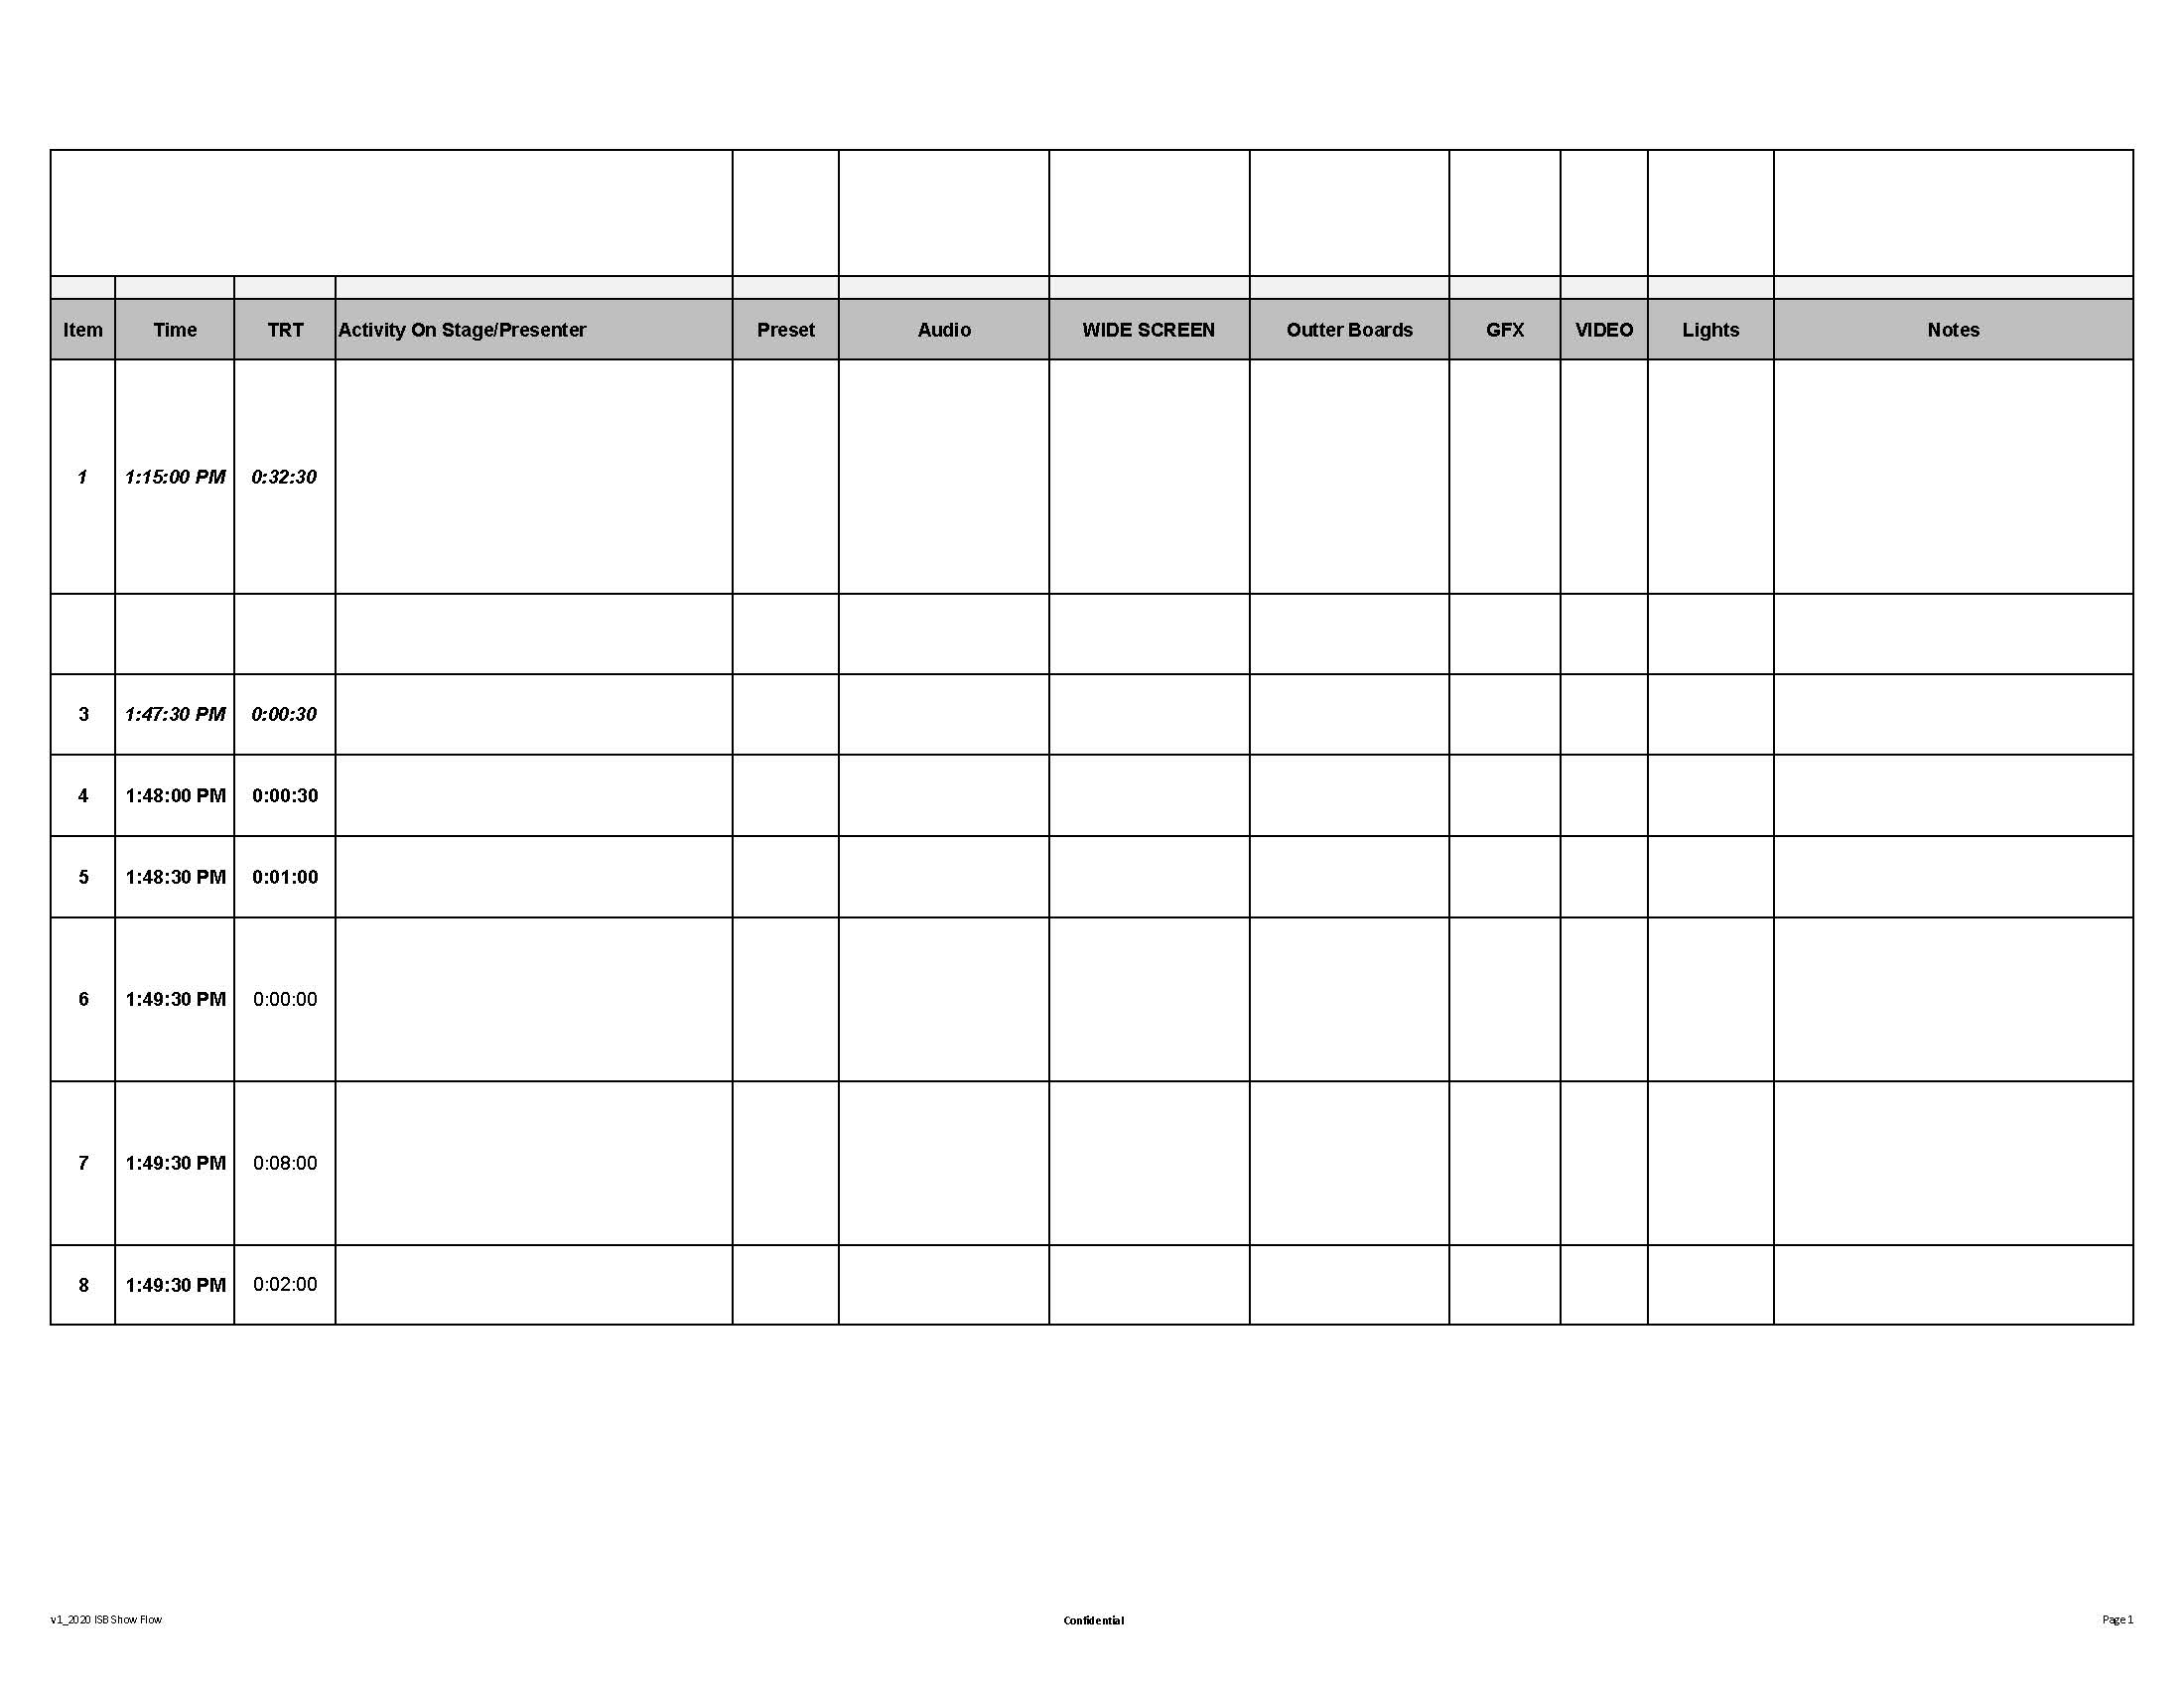 Item Time TRT Activity On Stage/Presenter Preset Audio WIDE SCREEN Outter Boards GFX VIDEO Lights Notes
1 1:15:00 PM 0:32:30
3 1:47:30 PM 0:00:30
4 1:48:00 PM 0:00:30
5 1:48:30 PM 0:01:00
6 1:49:30 PM 0:00:00
7 1:49:30 PM 0:08:00
8 1:49:30 PM 0:02:00
v1_2020 ISB Show Flow Confidential Page 1